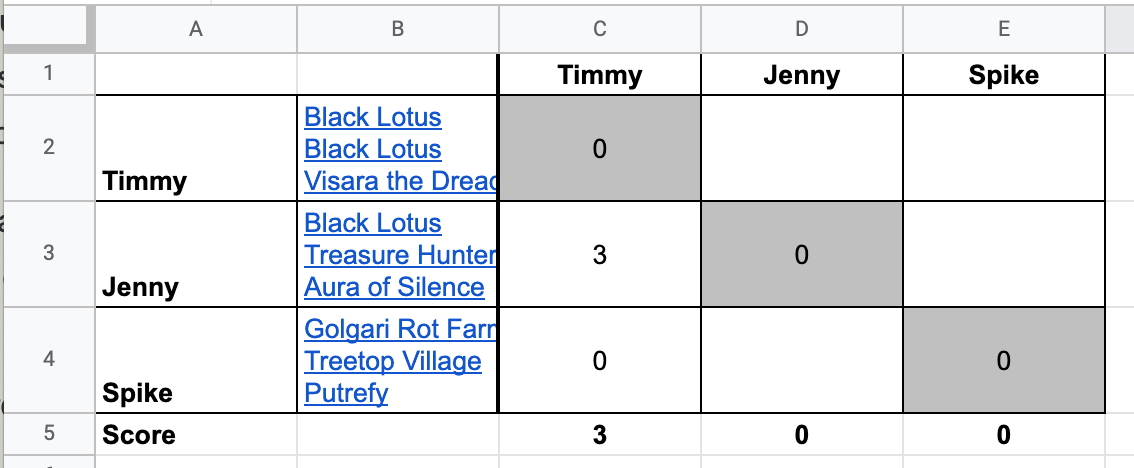 A B C D E
1 Timmy Jenny Spike
2 Timmy Black Lotus 0
Black Lotus
Visara the Dread
3 Jenny Black Lotus 3 0
Treasure Hunter
Aura of Silence
4 Spike Golgari Rot Farm 0 0
Treetop Village
Putrefy
5 Score 3 0 0